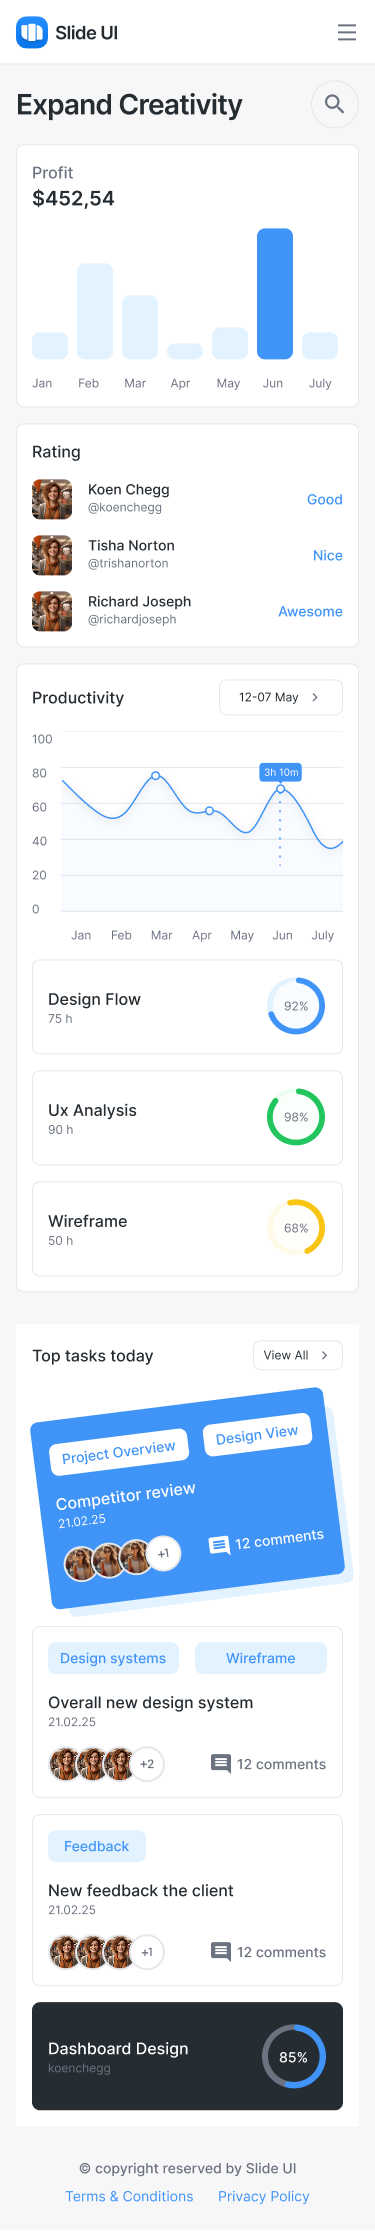 Slide UI
Expand Creativity
Profit
$452,54
Jan Feb Mar Apr May Jun July
Rating
Koen Chegg
@koenchegg
Good
Tisha Norton
@trishanorton
Nice
Richard Joseph
@richardjoseph
Awesome
Productivity
12-07 May
100
80
60
40
20
0
3h 10m
Jan Feb Mar Apr May Jun July
Design Flow
75 h
92%
Ux Analysis
90 h
98%
Wireframe
50 h
68%
Top tasks today
View All
Project Overview
Design View
Competitor review
21.02.25
+1
12 comments
Design systems
Wireframe
Overall new design system
21.02.25
+2
12 comments
Feedback
New feedback the client
21.02.25
+1
12 comments
Dashboard Design
koenchegg
85%
© copyright reserved by Slide UI
Terms & Conditions Privacy Policy